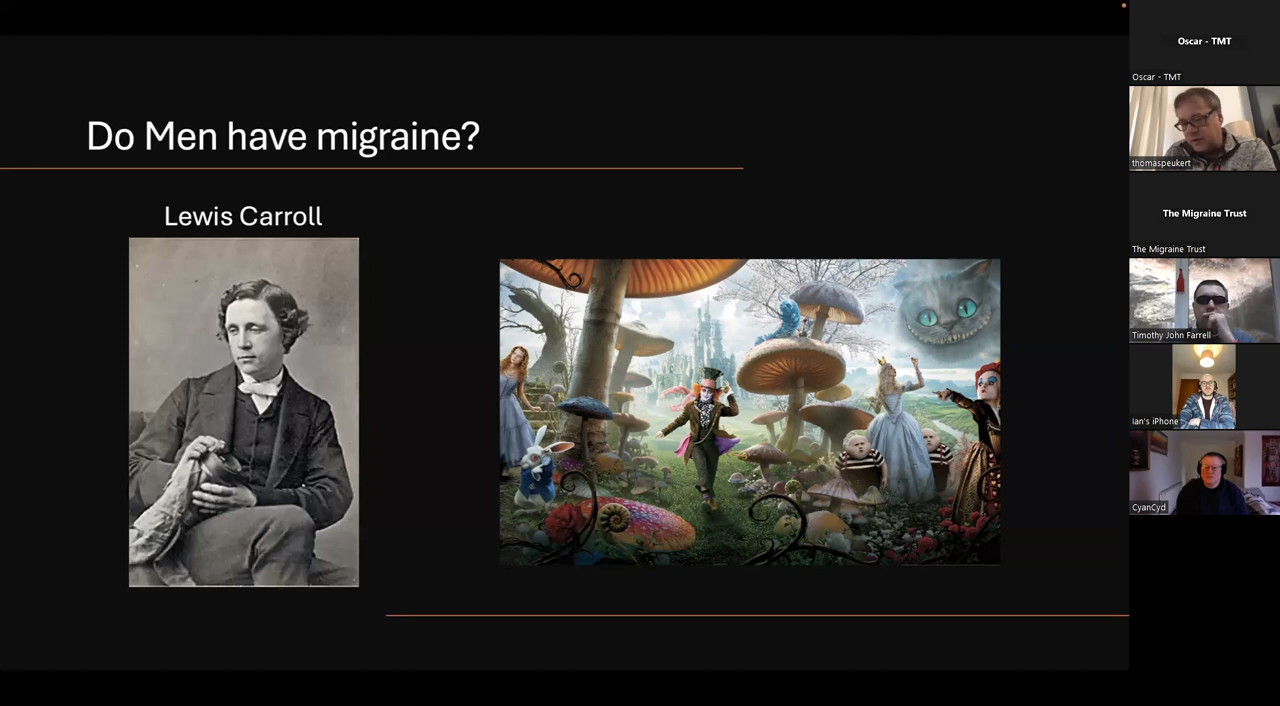 Do Men have migraine?
Lewis Carroll
Oscar - TMT
Oscar - TMT
thomaspeukert
The Migraine Trust
The Migraine Trust
Timothy John Farrell
Ian's iPhone
CyanCyd